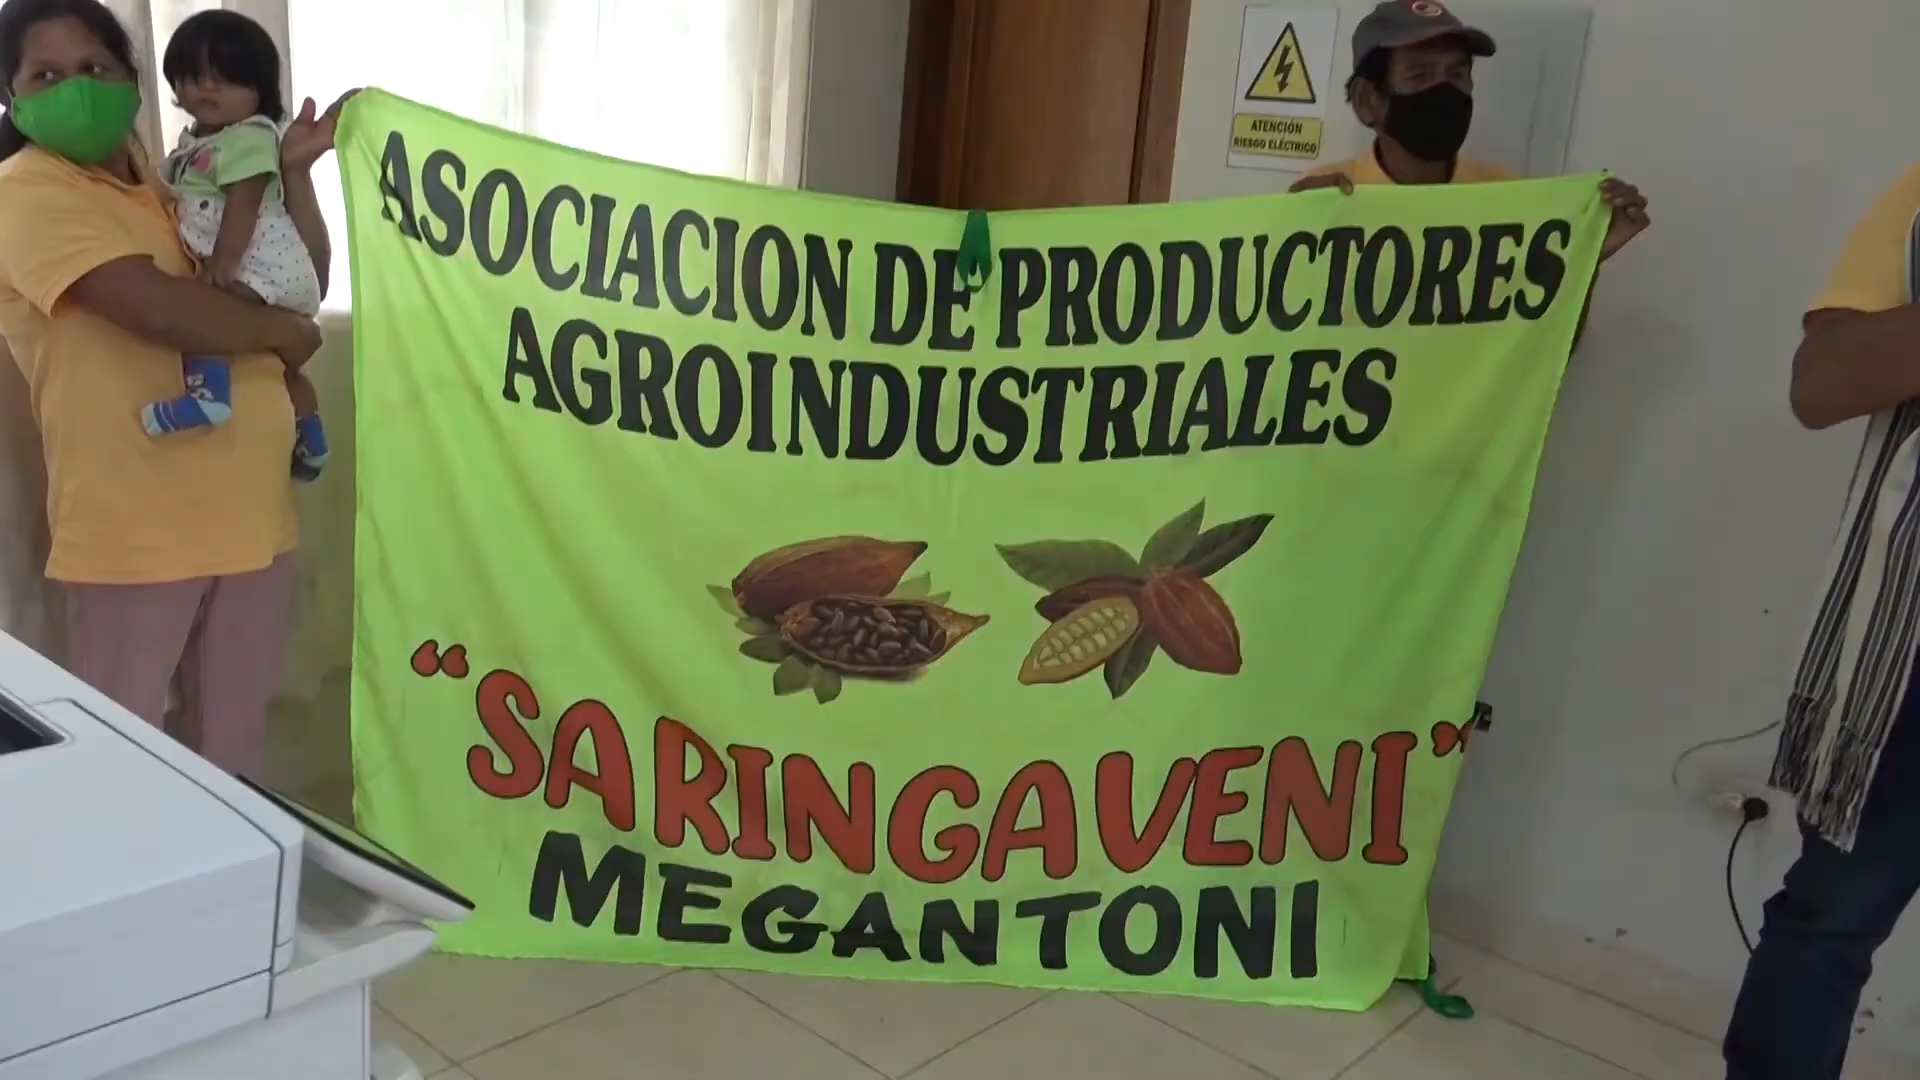 ATENCIÓN
RIESGO ELÉCTRICO
ASOCIACION DE PRODUCTORES
AGROINDUSTRIALES
“SARINGAVENI”
MEGANTONI